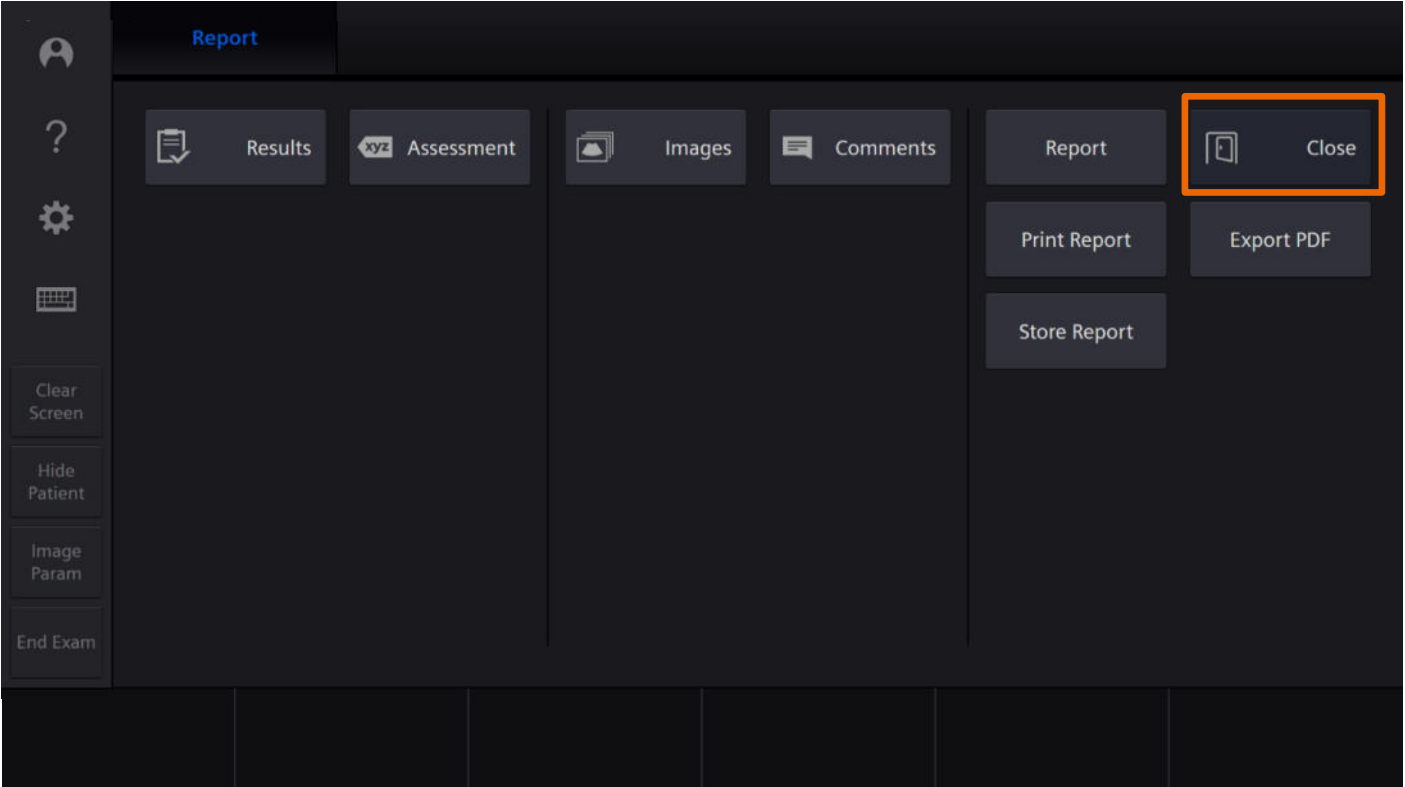 Report
?
Results
xyz Assessment
Images
Comments
Report
Close
Print Report
Export PDF
Store Report
Clear
Screen
Hide
Patient
Image
Param
End Exam